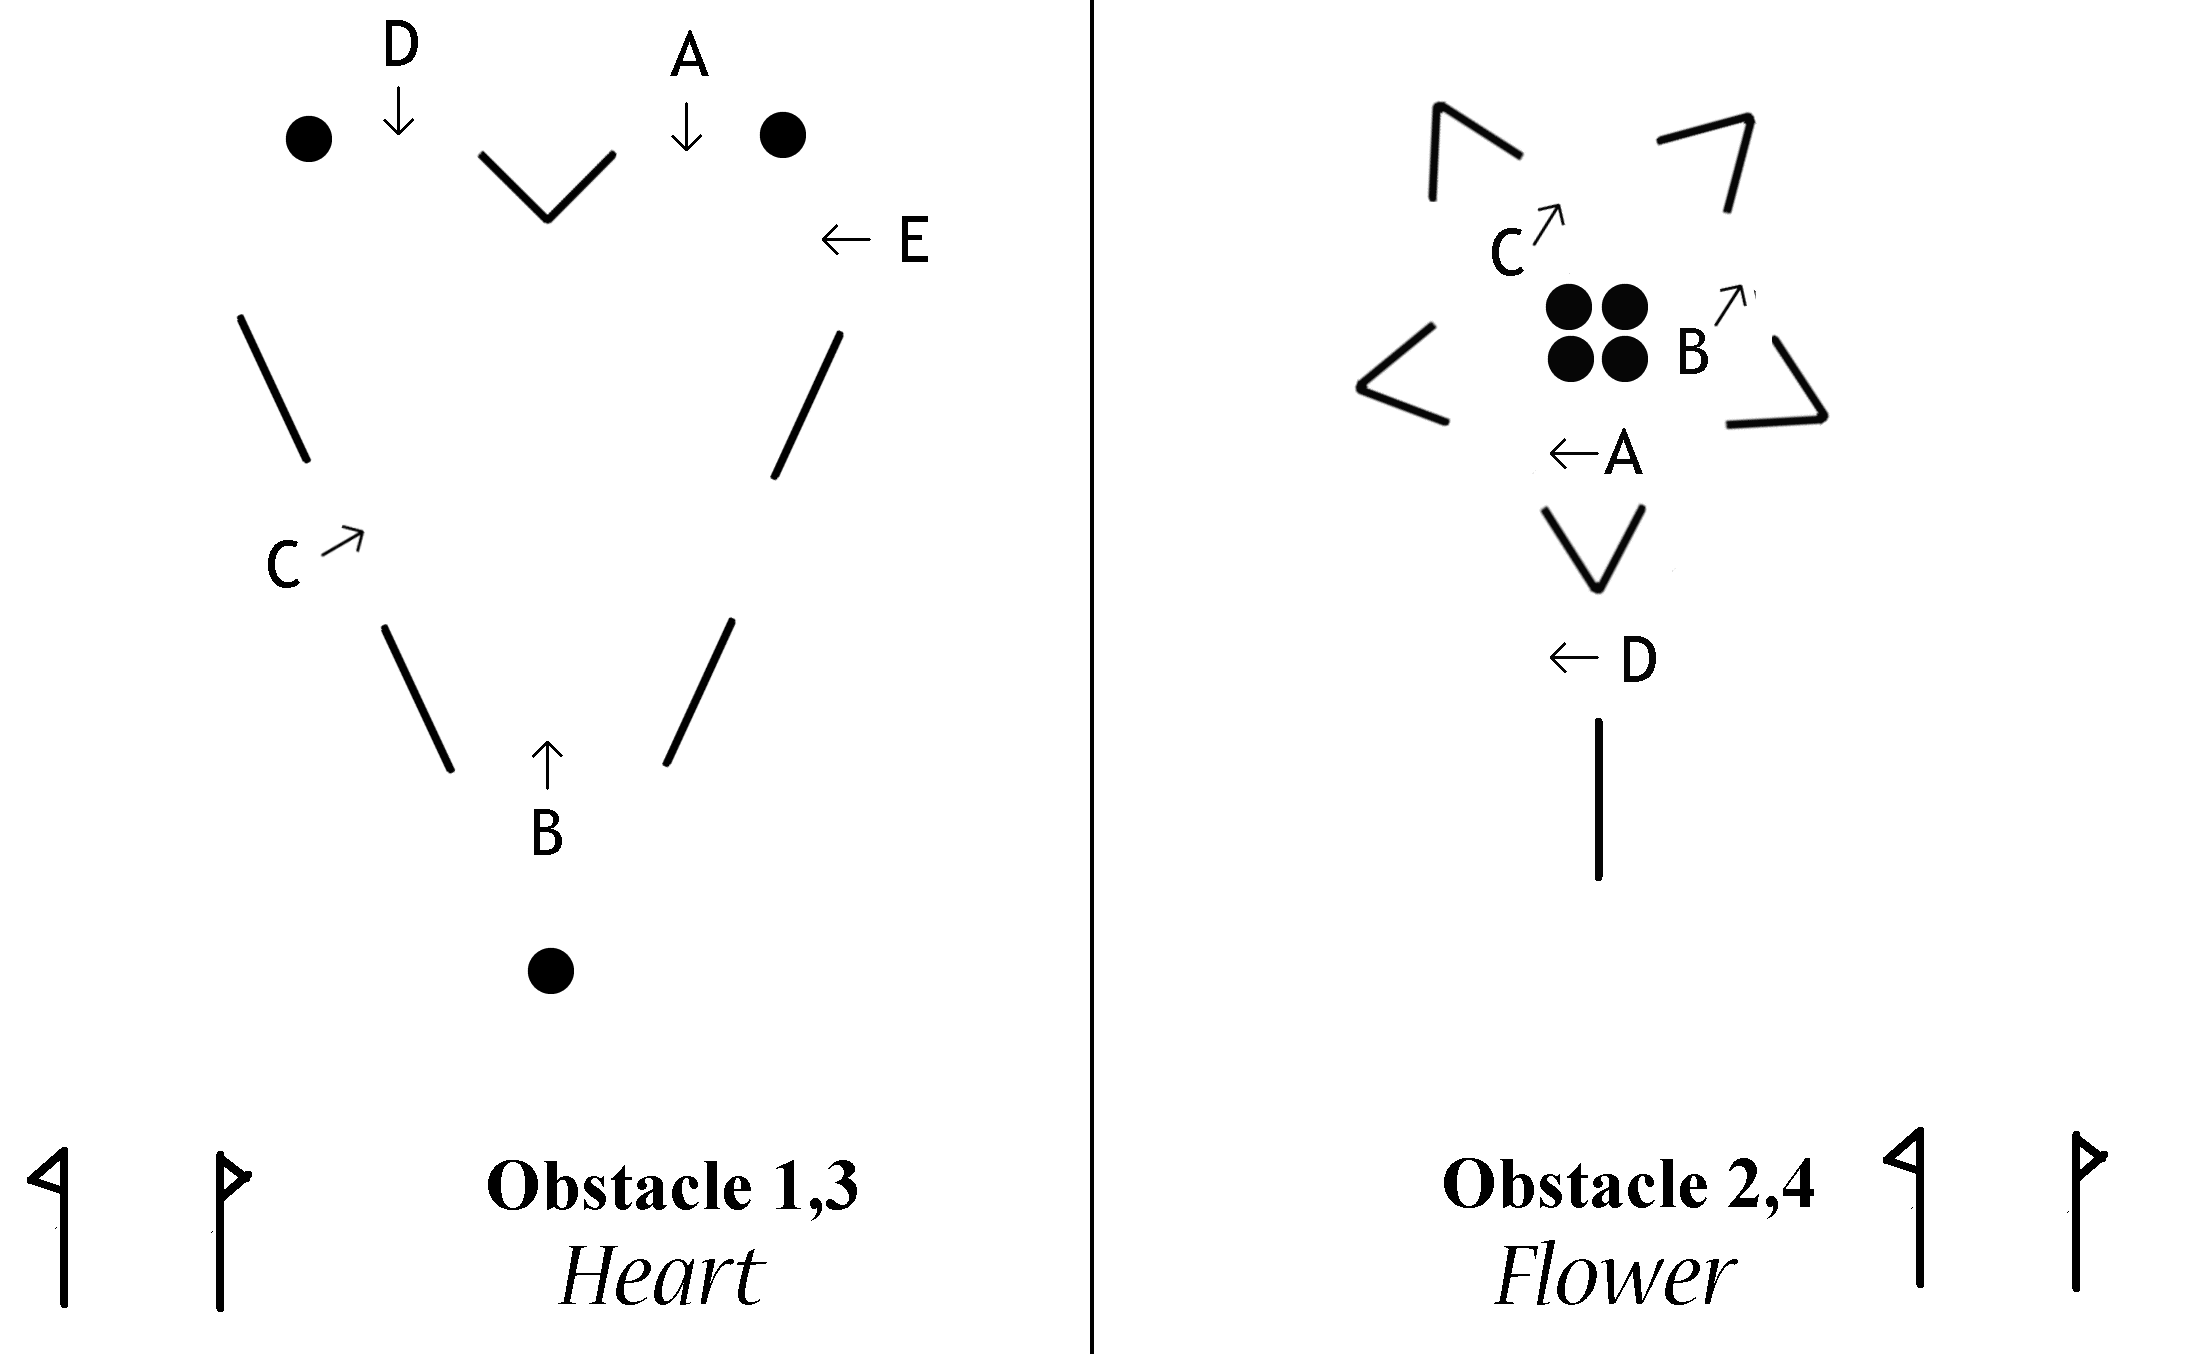 D
A
E
C
B
Obstacle 1,3
Heart
C
B
A
D
Obstacle 2,4
Flower